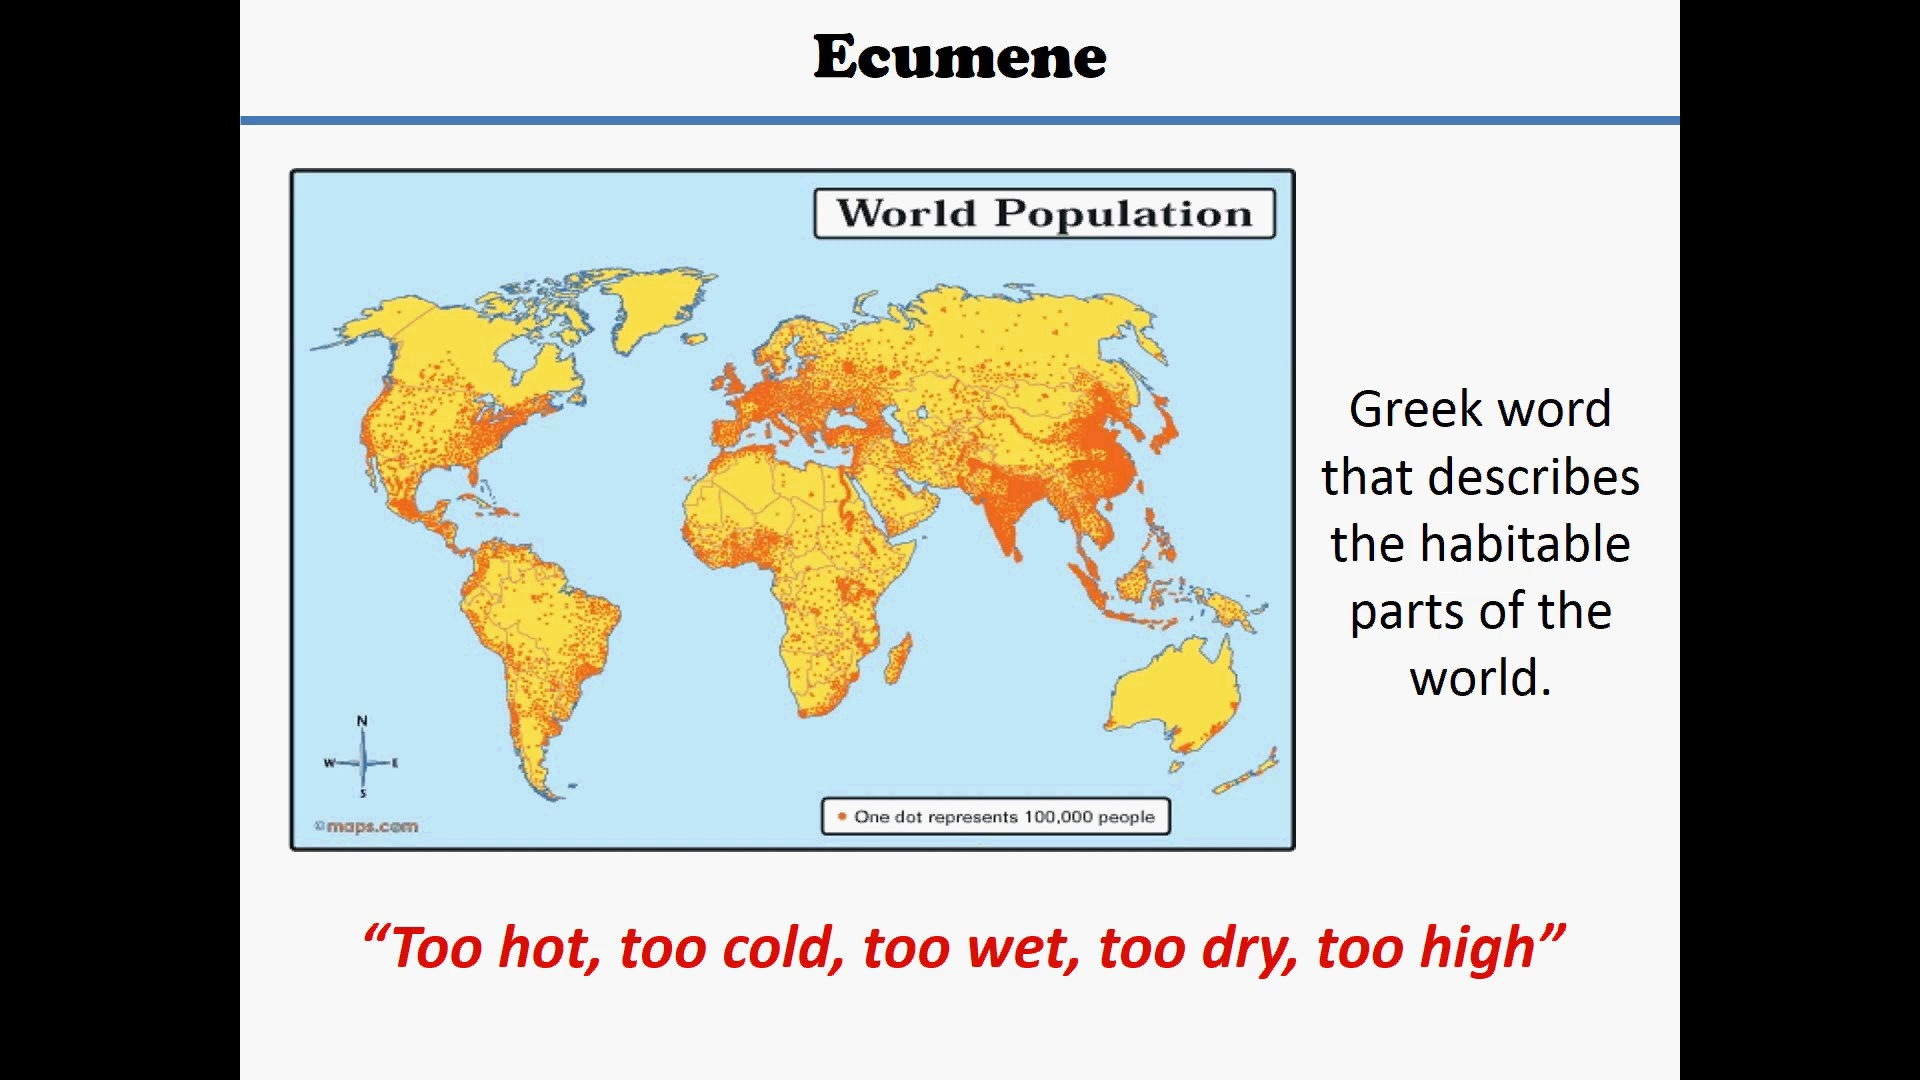 Ecumene
World Population
Greek word
that describes
the habitable
parts of the
world.
N
W E
S
©maps.com
One dot represents 100,000 people
“Too hot, too cold, too wet, too dry, too high”